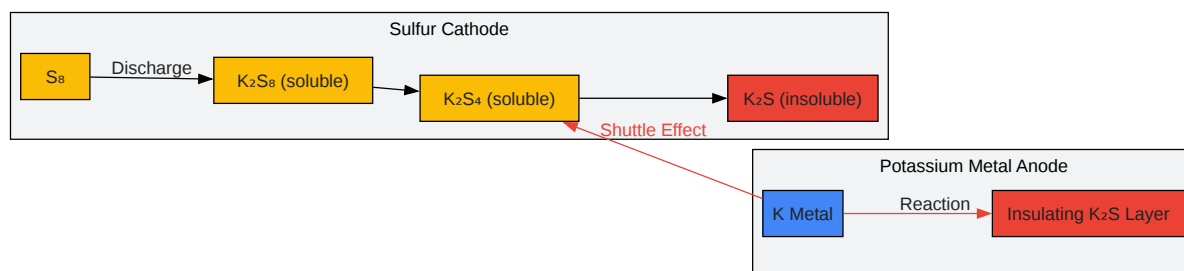 Sulfur Cathode
S₈
Discharge
K₂S₈ (soluble)
K₂S₄ (soluble)
K₂S (insoluble)
Shuttle Effect
Potassium Metal Anode
K Metal
Reaction
Insulating K₂S Layer